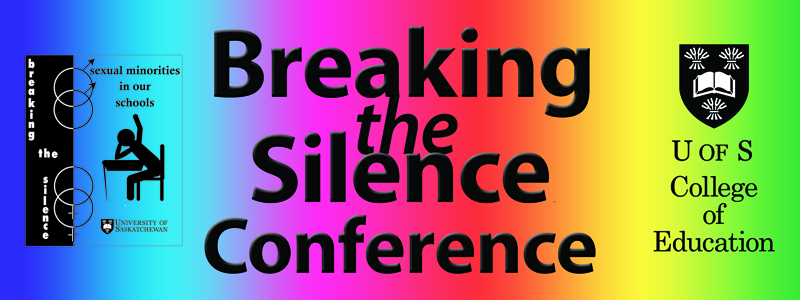 breaking
the
silence
sexual minorities
in our
schools
UNIVERSITY OF
SASKATCHEWAN
Breaking
the
Silence
Conference
U OF S
College
of
Education